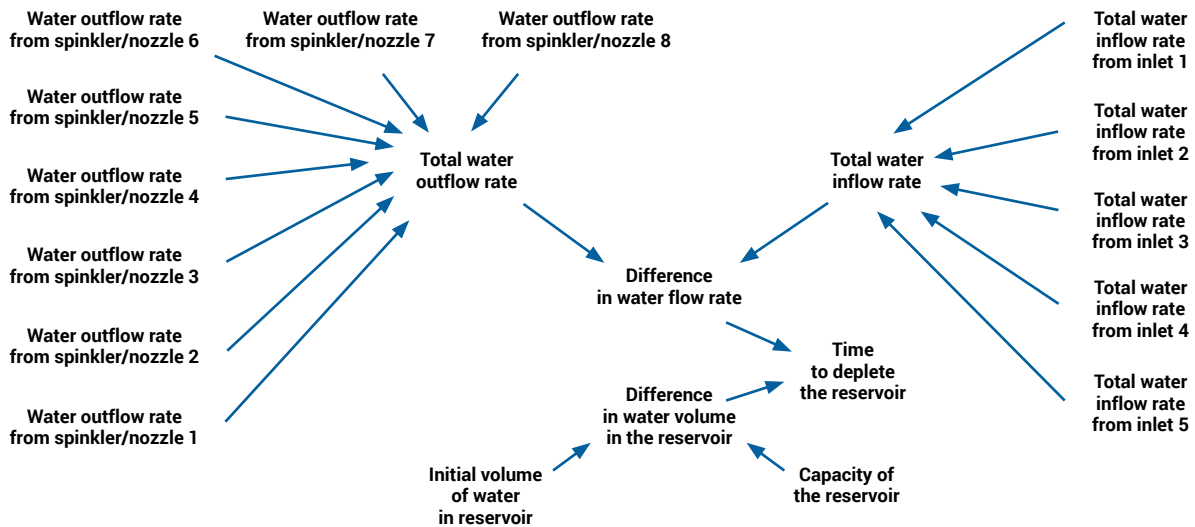 Water outflow rate
from spinkler/nozzle 6
Water outflow rate
from spinkler/nozzle 7
Water outflow rate
from spinkler/nozzle 8
Total water
inflow rate
from inlet 1
Water outflow rate
from spinkler/nozzle 5
Total water
inflow rate
from inlet 2
Total water
outflow rate
Total water
inflow rate
Water outflow rate
from spinkler/nozzle 4
Total water
inflow rate
from inlet 3
Water outflow rate
from spinkler/nozzle 3
Difference
in water flow rate
Total water
inflow rate
from inlet 4
Water outflow rate
from spinkler/nozzle 2
Time
to deplete
the reservoir
Difference
in water volume
in the reservoir
Total water
inflow rate
from inlet 5
Water outflow rate
from spinkler/nozzle 1
Initial volume
of water
in reservoir
Capacity of
the reservoir